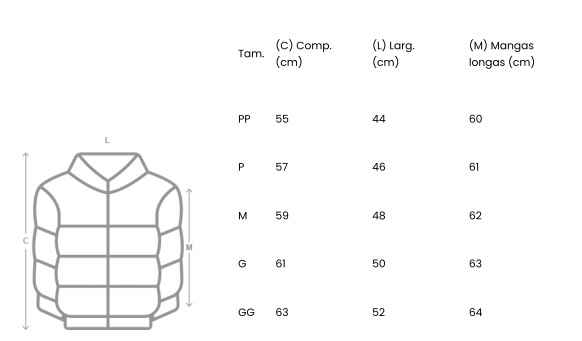 Tam. (C) Comp. (cm) (L) Larg. (cm) (M) Mangas longas (cm)
PP 55 44 60
P 57 46 61
M 59 48 62
G 61 50 63
GG 63 52 64
L
C
M